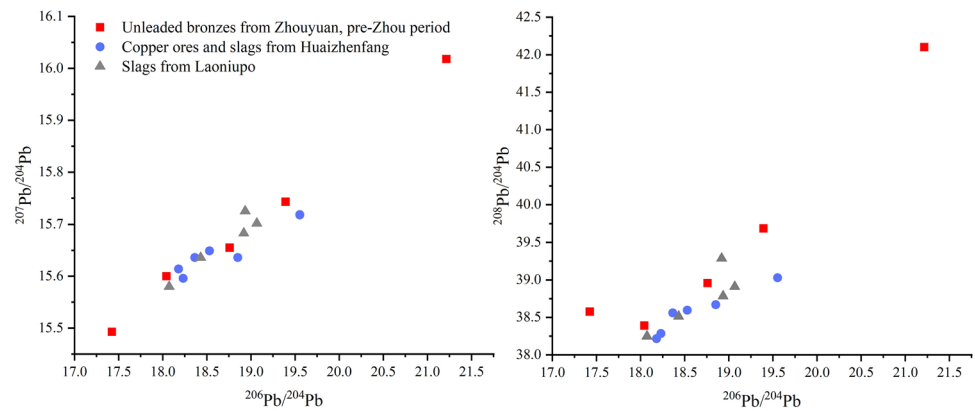 Unleaded bronzes from Zhouyuan, pre-Zhou period
Copper ores and slags from Huaizhenfang
Slags from Laoniupo
16.1
16.0
15.9
15.8
15.7
15.6
15.5
²⁰⁷Pb/²⁰⁴Pb
17.0 17.5 18.0 18.5 19.0 19.5 20.0 20.5 21.0 21.5
²⁰⁶Pb/²⁰⁴Pb
42.5
42.0
41.5
41.0
40.5
40.0
39.5
39.0
38.5
38.0
²⁰⁸Pb/²⁰⁴Pb
17.0 17.5 18.0 18.5 19.0 19.5 20.0 20.5 21.0 21.5
²⁰⁶Pb/²⁰⁴Pb